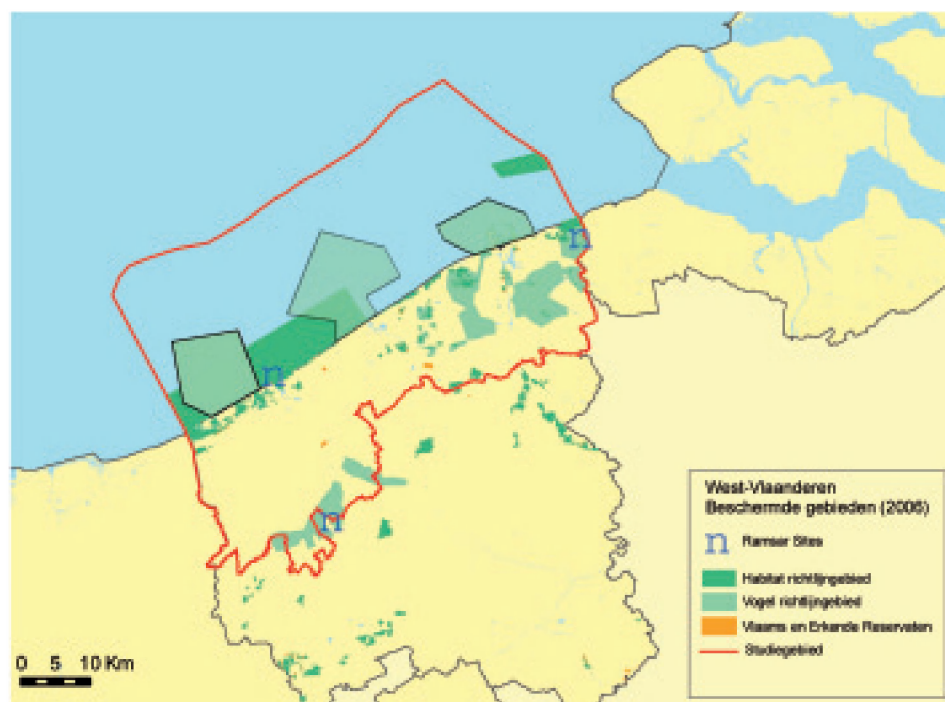 n
n
n
West-Vlaanderen
Beschermde gebieden (2006)
n Ramsar Sites
Habitat richtlijngebied
Vogel richtlijngebied
Vlaams en Erkende Reservaten
Studiegebied
0 5 10 Km